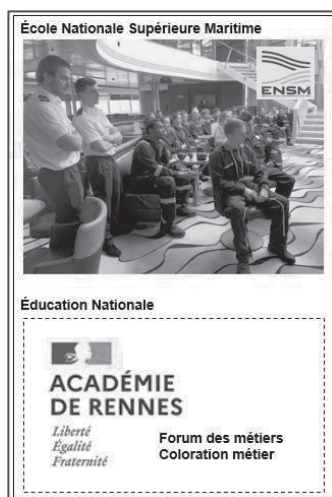 École Nationale Supérieure Maritime
ENSM
Éducation Nationale
ACADÉMIE
DE RENNES
Liberté
Égalité
Fraternité
Forum des métiers
Coloration métier